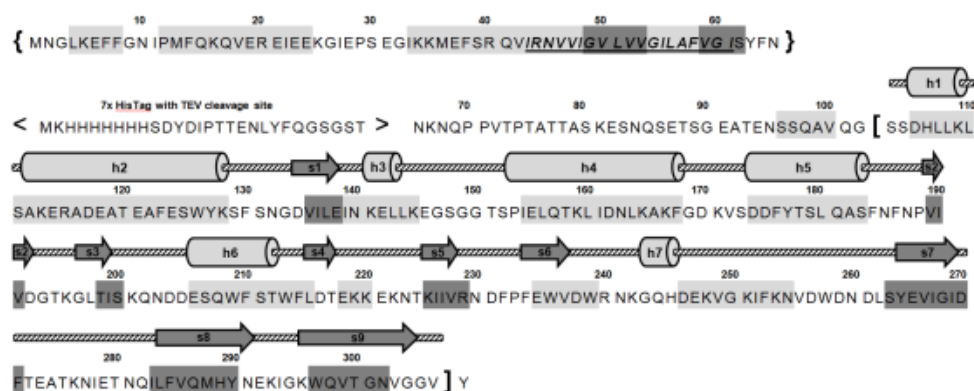 10 20 30 40 50 60
{ MNGLKEFFGN IPMFQKQVER EIEEKGIEPS EGIKKMEFSR QVIRNVVIGV LVVGILAFVG ISYFN }
h1
7x HisTag with TEV cleavage site 70 80 90 100 110
< MKHHHHHHHSDYDIPTTENLYFQGSGST > NKNQP PVTPTATTAS KESNQSETSG EATENSSQAV QG [ SSDHLLKL
h2 s1 h3 h4 h5 s2
120 130 140 150 160 170 180 190
SAKERADEAT EAFESWYKSF SNGDVILEIN KELLKEGSGG TSPIELQTKL IDNLKAKFGD KVSDDFYTSL QASFNFNPVI
s2 s3 h6 s4 s5 s6 h7 s7
200 210 220 230 240 250 260 270
VDGTKGLTIS KQNDDESQWF STWFLDTEKK EKNTKIIVRN DFPFEWVDWR NKGQHDEKVG KIFKNVDWDN DLSYEVIGID
s8 s9
280 290 300
FTEATKNIET NQILFVQMHY NEKIGKWQVT GNVGGV ] Y